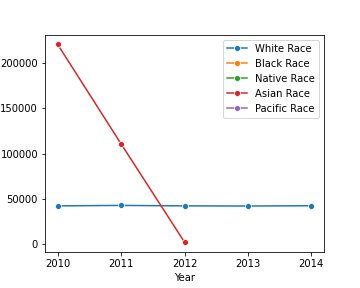 White Race
Black Race
Native Race
Asian Race
Pacific Race
200000
150000
100000
50000
0
2010 2011 2012 2013 2014
Year